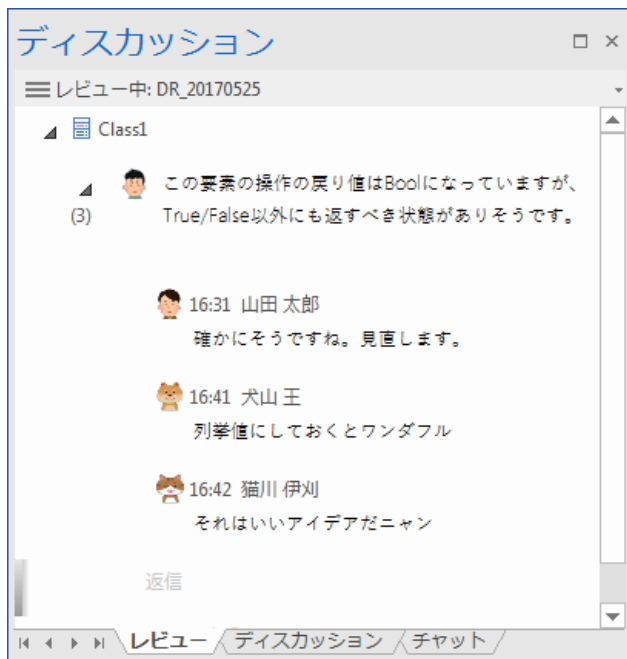 ディスカッション
レビュー中: DR_20170525
Class1
この要素の操作の戻り値はBoolになっていますが、
(3) True/False以外にも返すべき状態がありそうです。
16:31 山田 太郎
確かにそうですね。見直します。
16:41 犬山 王
列挙値にしておくとワンダフル
16:42 猫川 伊刈
それはいいアイデアだニャン
返信
レビュー ディスカッション チャット